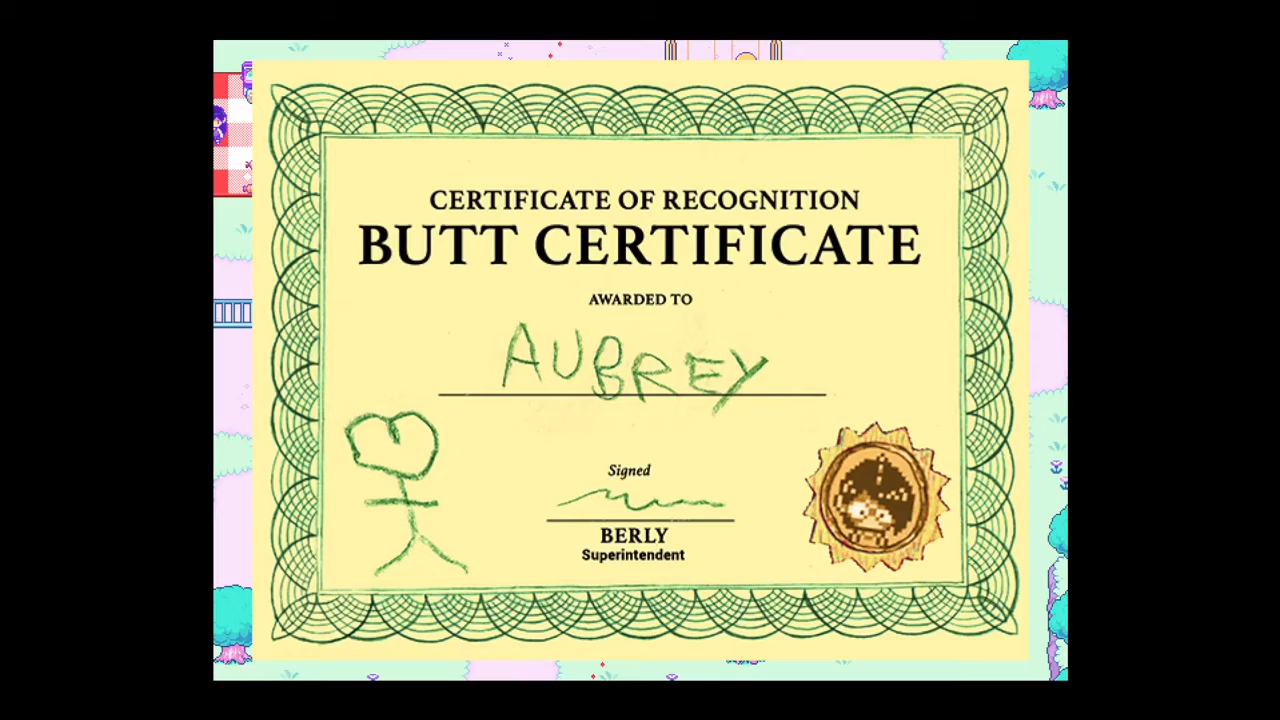 CERTIFICATE OF RECOGNITION
BUTT CERTIFICATE
AWARDED TO
AUBREY
Signed
BERLY
Superintendent